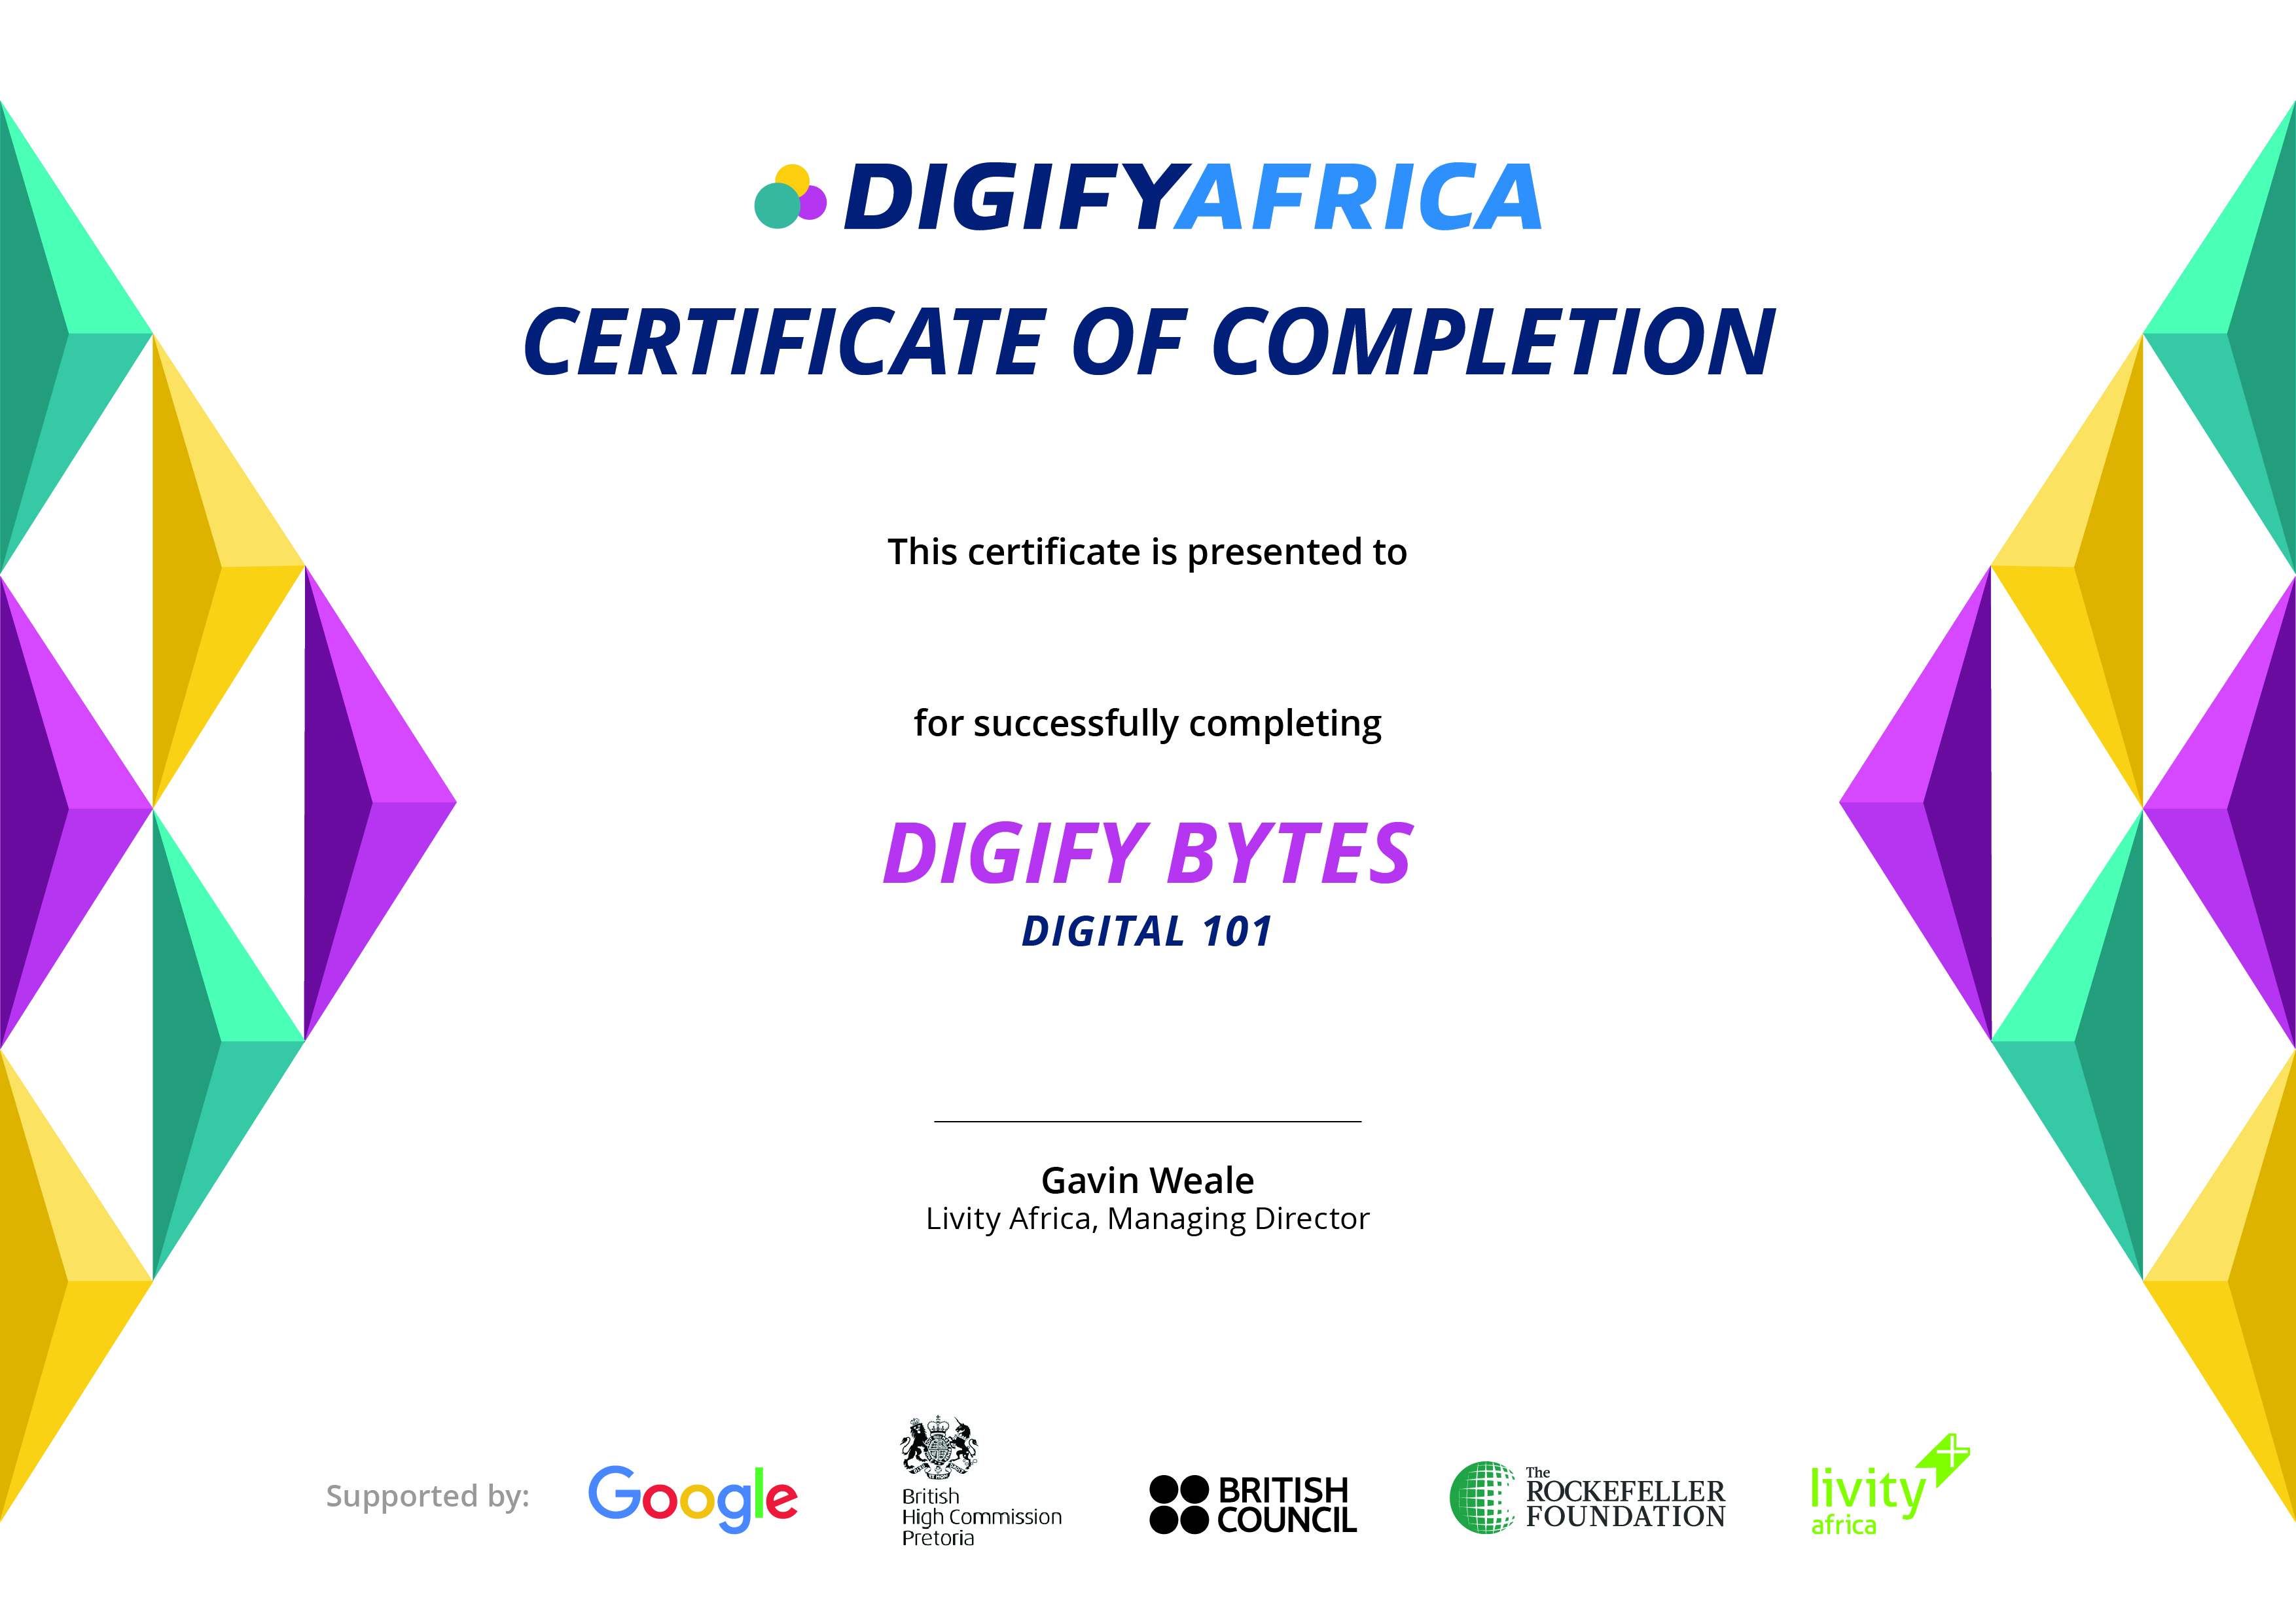 DIGIFYAFRICA
CERTIFICATE OF COMPLETION
This certificate is presented to
for successfully completing
DIGIFY BYTES
DIGITAL 101
Gavin Weale
Livity Africa, Managing Director
Supported by:
Google
British
High Commission
Pretoria
BRITISH
COUNCIL
The
ROCKEFELLER
FOUNDATION
livity
africa